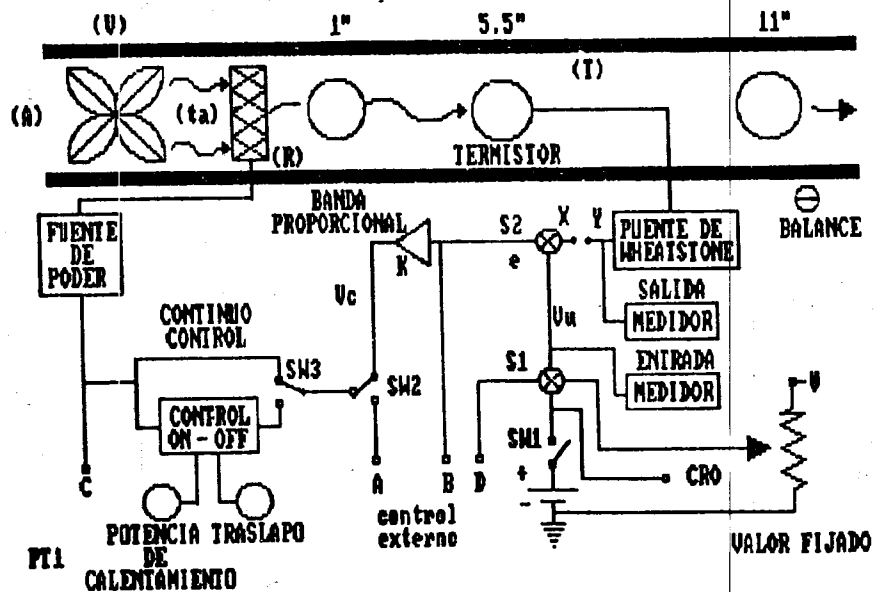 (V) 1" 5.5" 11"
(T)
(A) (ta)
(R) TERMISTOR
BANDA
PROPORCIONAL
BALANCE
FUENTE
DE
PODER
K
S2
e
X Y
PUENTE DE
WHEATSTONE
SALIDA
MEDIDOR
CONTINUO
CONTROL
Vc
Vu
ENTRADA
MEDIDOR
SW3
SW2
S1
CONTROL
ON-OFF
SW1
V
C
A B D
+
-
CRO
control
externo
POTENCIA TRASLAPO
DE
CALENTAMIENTO
PT1
VALOR FIJADO